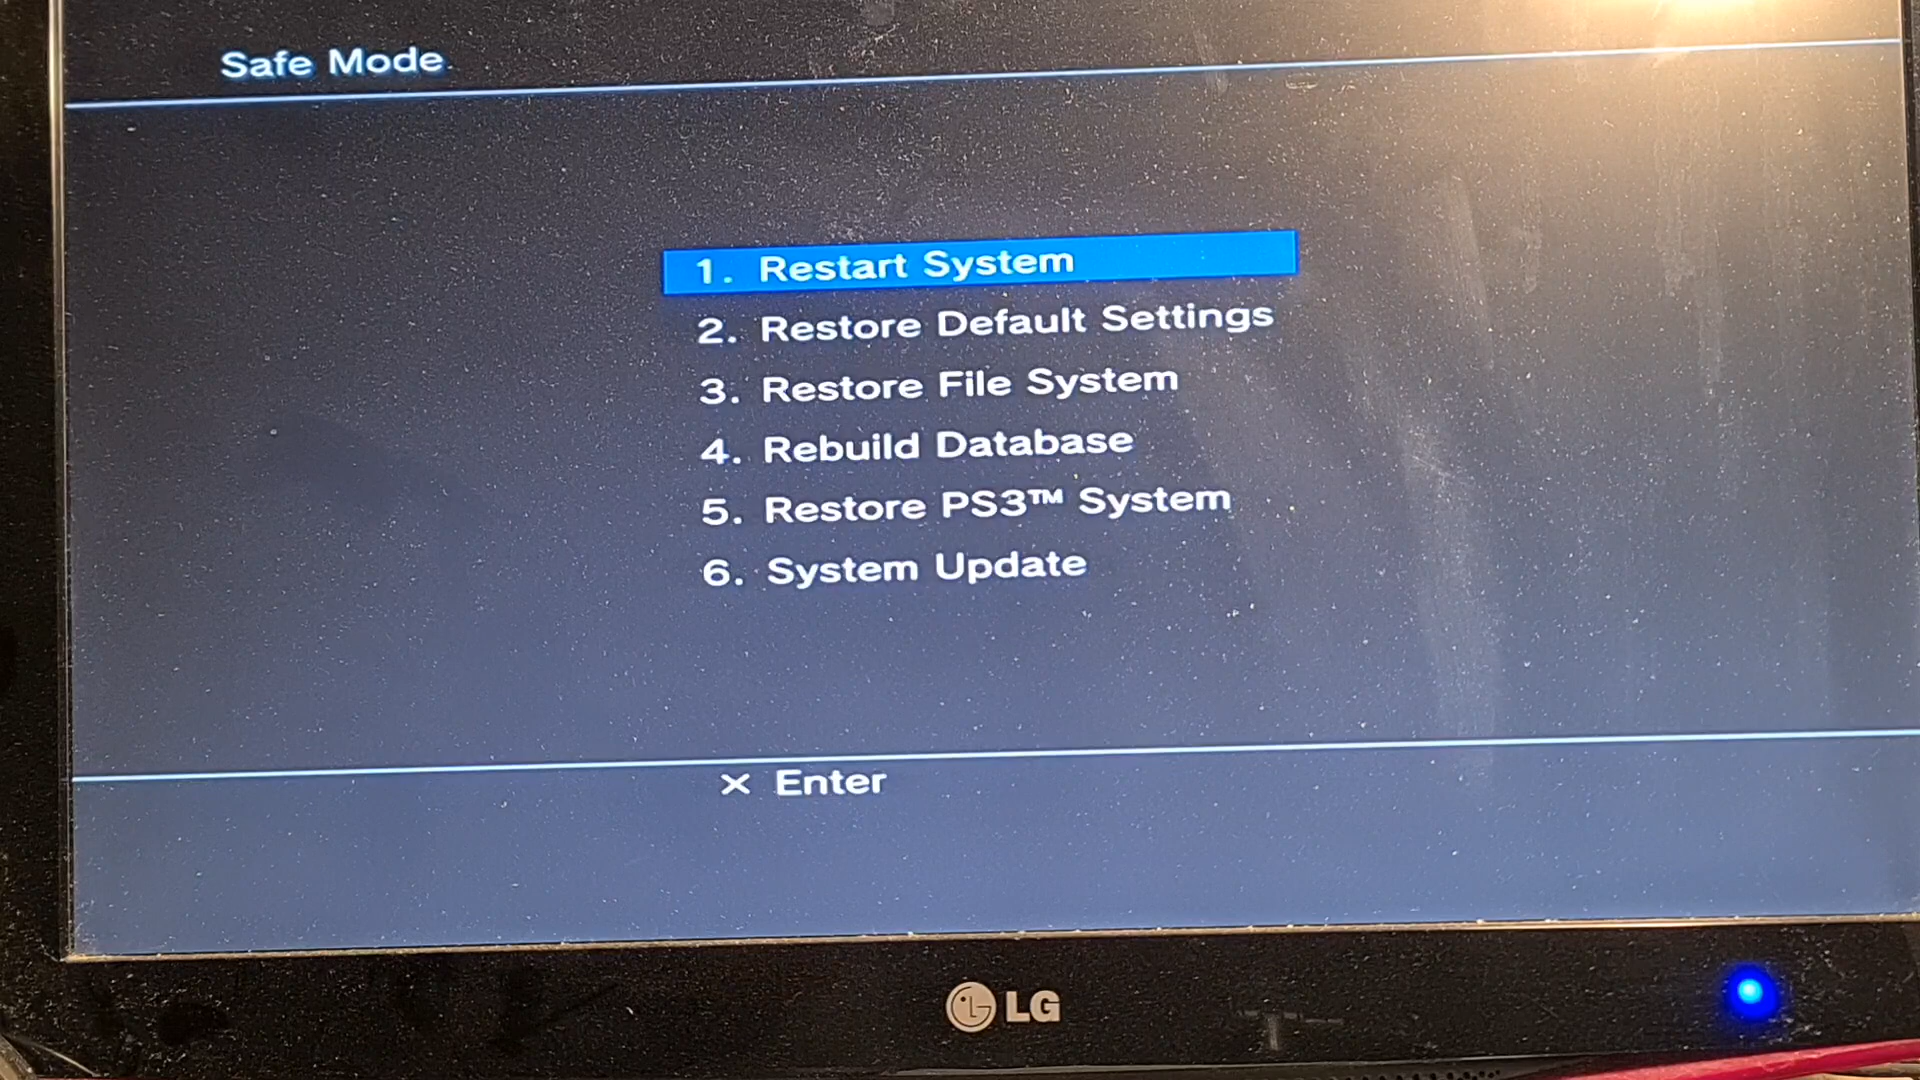 Safe Mode
1. Restart System
2. Restore Default Settings
3. Restore File System
4. Rebuild Database
5. Restore PS3™ System
6. System Update
✕ Enter
LG